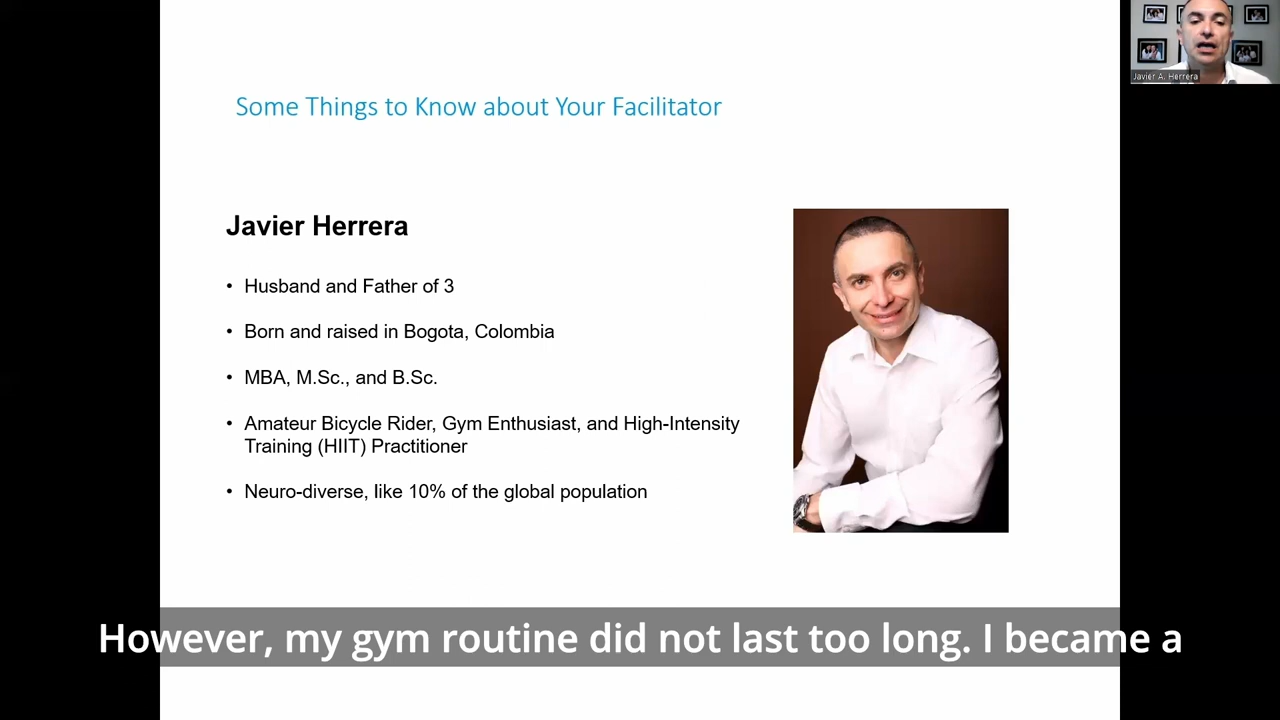 Javier A. Herrera
Some Things to Know about Your Facilitator
Javier Herrera
• Husband and Father of 3
• Born and raised in Bogota, Colombia
• MBA, M.Sc., and B.Sc.
• Amateur Bicycle Rider, Gym Enthusiast, and High-Intensity
Training (HIIT) Practitioner
• Neuro-diverse, like 10% of the global population
However, my gym routine did not last too long. I became a